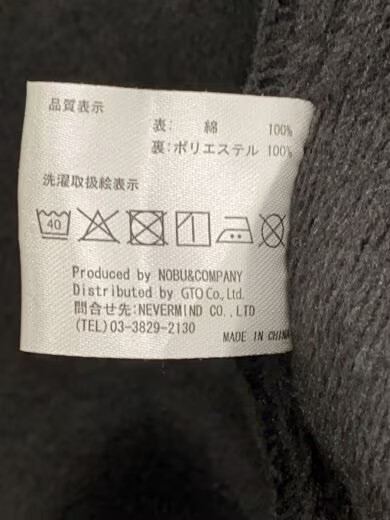 品質表示
表: 綿 100%
裏:ポリエステル 100%
洗濯取扱絵表示
40
Produced by NOBU&COMPANY
Distributed by GTO Co., Ltd.
問合せ先:NEVERMIND CO.,LTD
(TEL)03-3829-2130
MADE IN CHINA